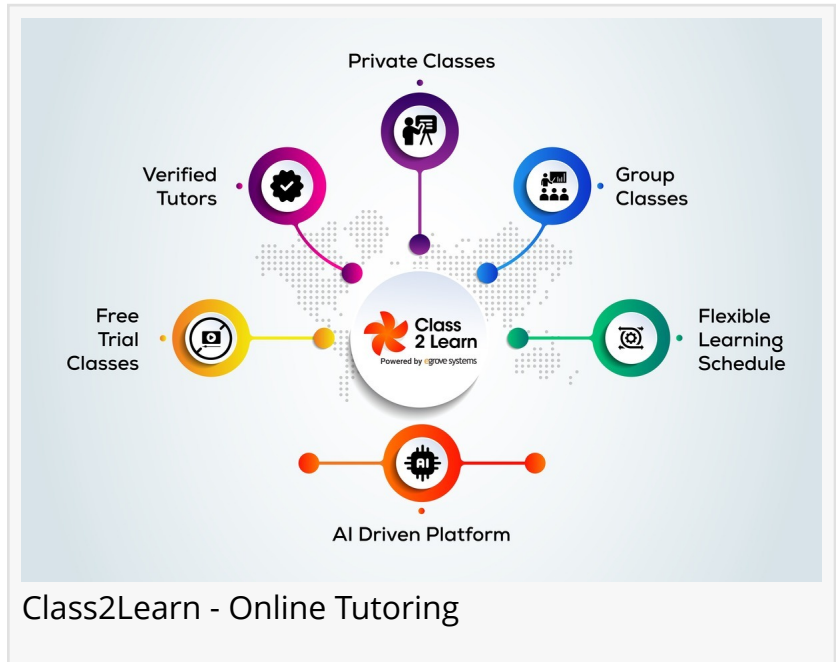 Private Classes
Verified
Tutors
Group
Classes
Free
Trial
Classes
Class
2 Learn
Powered by egrove systems
Flexible
Learning
Schedule
AI
AI Driven Platform
Class2Learn - Online Tutoring